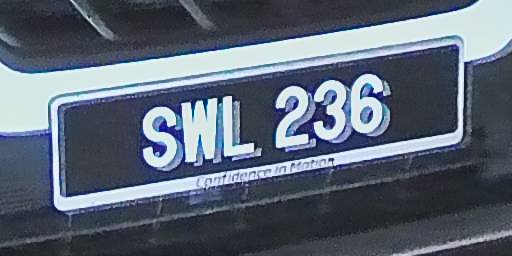 SWL 236
Confidence in Motion